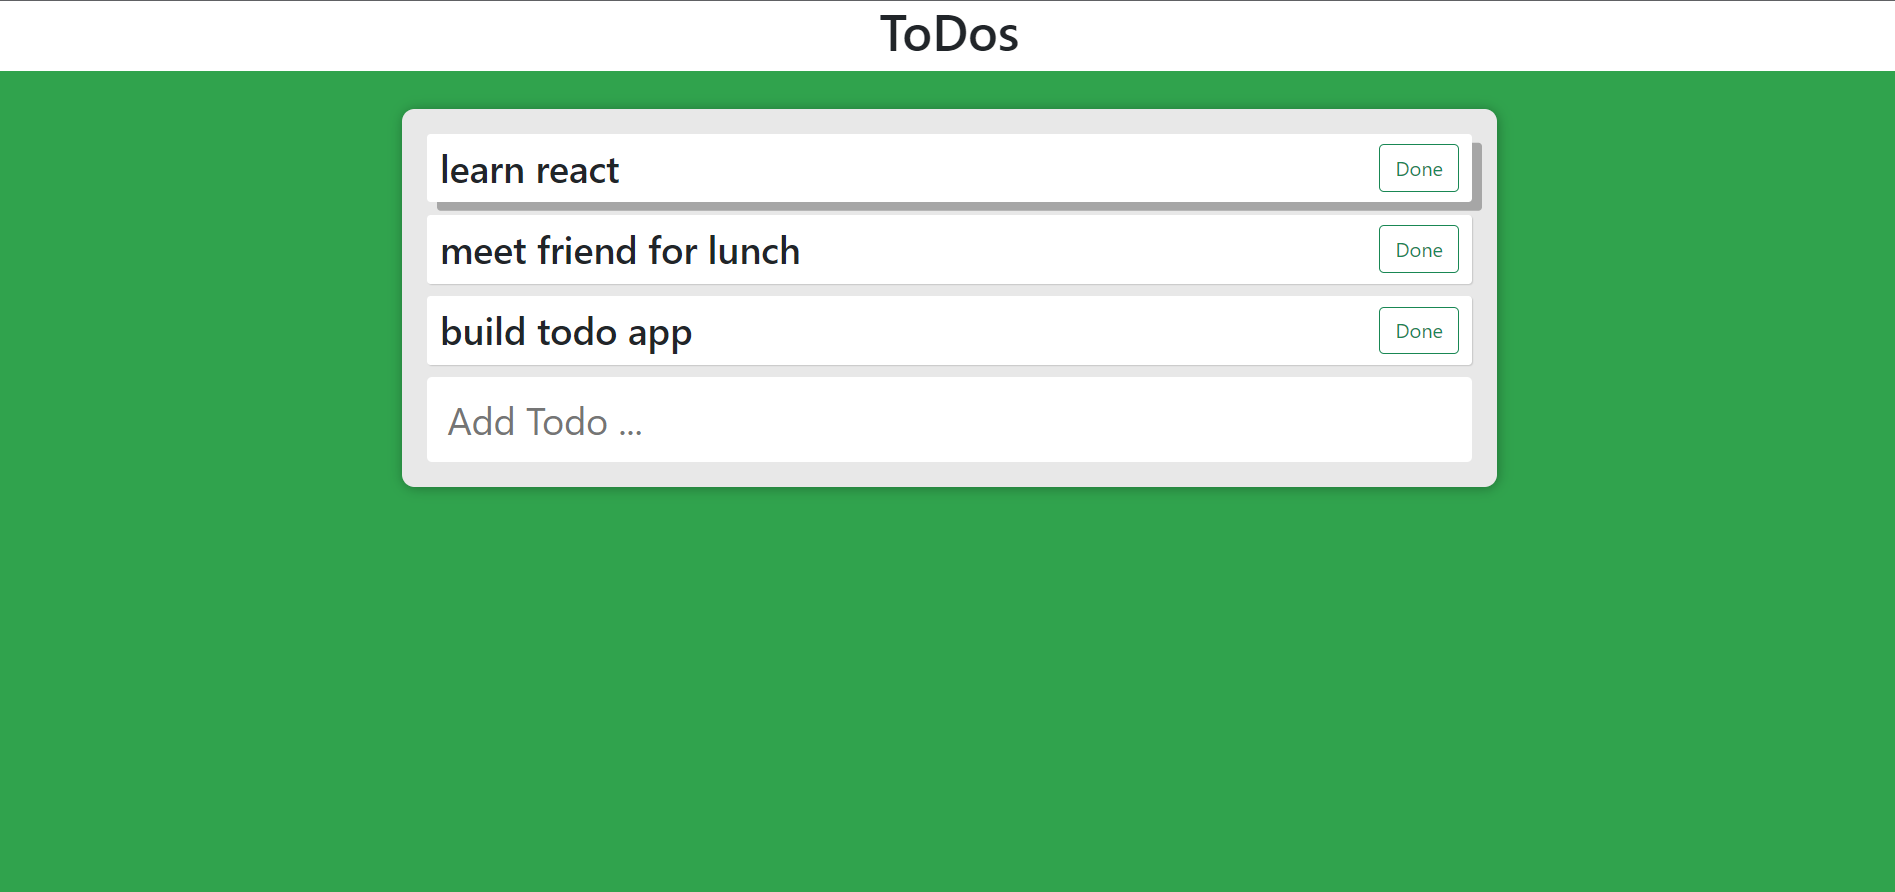 ToDos
learn react Done
meet friend for lunch Done
build todo app Done
Add Todo ...